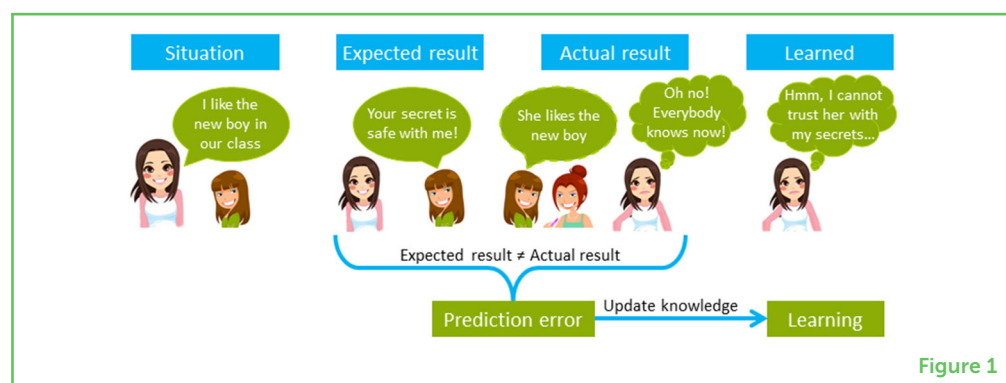 Situation
Expected result
Actual result
Learned
I like the
new boy in
our class
Your secret is
safe with me!
She likes the
new boy
Oh no!
Everybody
knows now!
Hmm, I cannot
trust her with
my secrets...
Expected result ≠ Actual result
Prediction error
Update knowledge
Learning
Figure 1